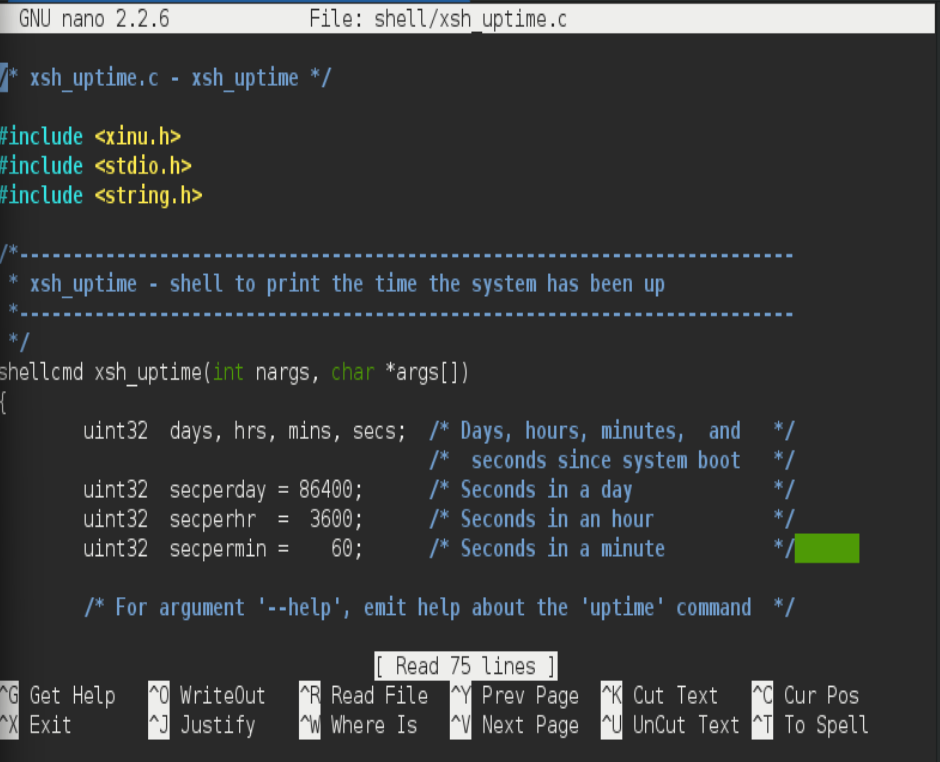 GNU nano 2.2.6 File: shell/xsh_uptime.c
/* xsh_uptime.c - xsh_uptime */
#include <xinu.h>
#include <stdio.h>
#include <string.h>
/*------------------------------------------------------------------------
 * xsh_uptime - shell to print the time the system has been up
 *------------------------------------------------------------------------
 */
shellcmd xsh_uptime(int nargs, char *args[])
{
uint32 days, hrs, mins, secs; /* Days, hours, minutes, and */
/* seconds since system boot */
uint32 secperday = 86400; /* Seconds in a day */
uint32 secperhr = 3600; /* Seconds in an hour */
uint32 secpermin = 60; /* Seconds in a minute */
/* For argument '--help', emit help about the 'uptime' command */
[ Read 75 lines ]
^G Get Help ^O WriteOut ^R Read File ^Y Prev Page ^K Cut Text ^C Cur Pos
^X Exit ^J Justify ^W Where Is ^V Next Page ^U UnCut Text ^T To Spell